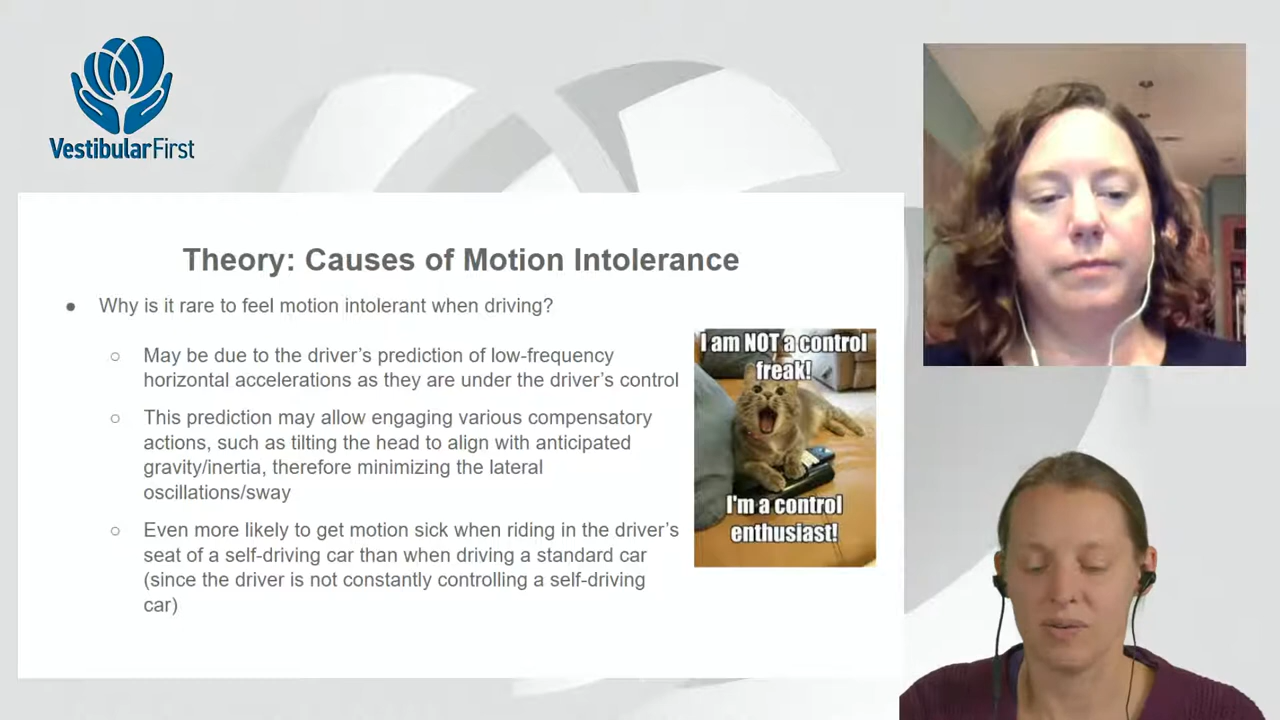 VestibularFirst
Theory: Causes of Motion Intolerance
● Why is it rare to feel motion intolerant when driving?
○ May be due to the driver's prediction of low-frequency
horizontal accelerations as they are under the driver's control
○ This prediction may allow engaging various compensatory
actions, such as tilting the head to align with anticipated
gravity/inertia, therefore minimizing the lateral
oscillations/sway
○ Even more likely to get motion sick when riding in the driver's
seat of a self-driving car than when driving a standard car
(since the driver is not constantly controlling a self-driving
car)
I am NOT a control
freak!
I'm a control
enthusiast!